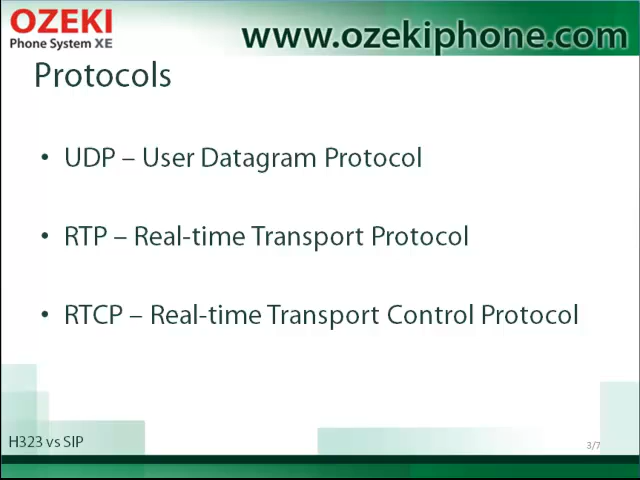 OZEKI
Phone System XE
www.ozekiphone.com
Protocols
• UDP – User Datagram Protocol
• RTP – Real-time Transport Protocol
• RTCP – Real-time Transport Control Protocol
H323 vs SIP
3/7